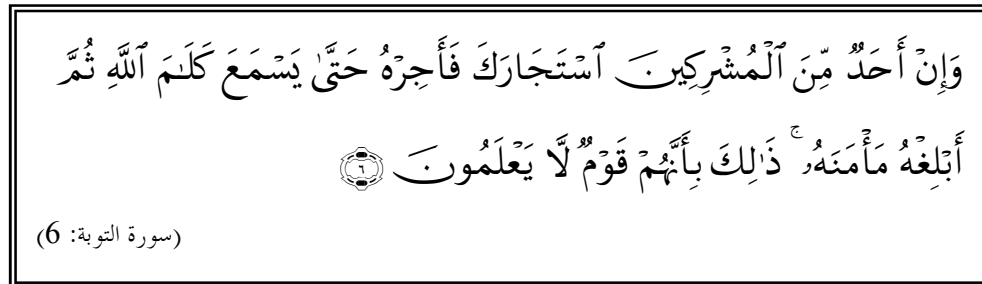 وَإِنْ أَحَدٌ مِّنَ ٱلْمُشْرِكِينَ ٱسْتَجَارَكَ فَأَجِرْهُ حَتَّىٰ يَسْمَعَ كَلَـٰمَ ٱللَّهِ ثُمَّ
أَبْلِغْهُ مَأْمَنَهُۥ ۚ ذَٰلِكَ بِأَنَّهُمْ قَوْمٌ لَّا يَعْلَمُونَ ۝٦
(سورة التوبة: 6)